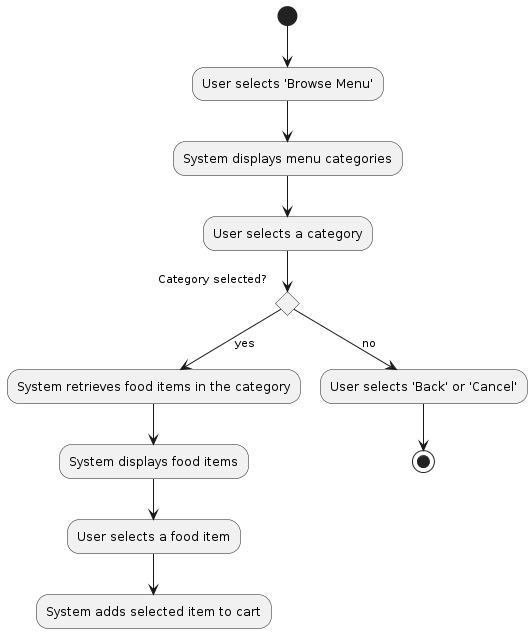 User selects 'Browse Menu'
System displays menu categories
User selects a category
Category selected?
yes
no
System retrieves food items in the category
User selects 'Back' or 'Cancel'
System displays food items
User selects a food item
System adds selected item to cart